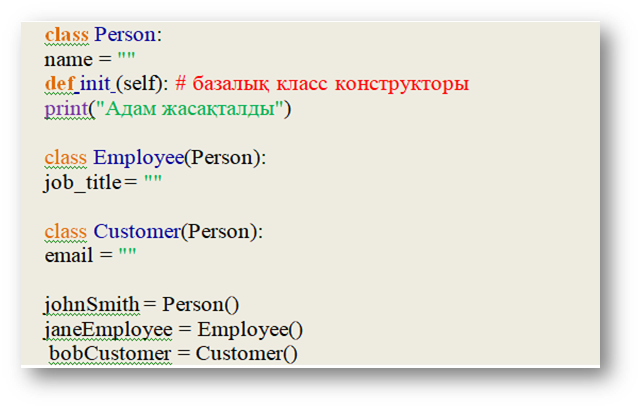 class Person:
name = ""
def init (self): # базалық класс конструкторы
print("Адам жасақталды")
class Employee(Person):
job_title = ""
class Customer(Person):
email = ""
johnSmith = Person()
janeEmployee = Employee()
bobCustomer = Customer()